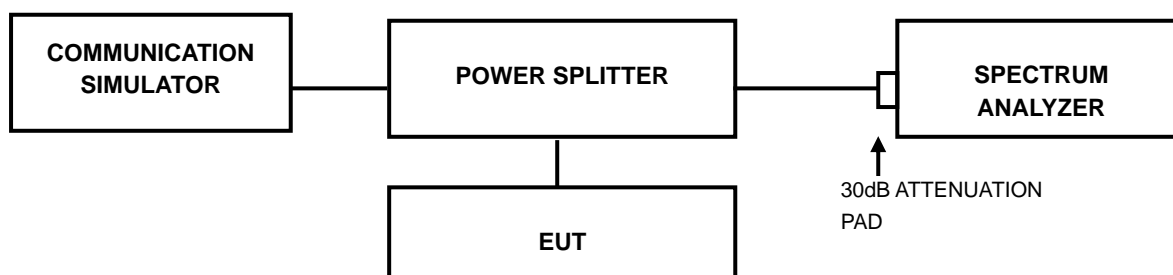 COMMUNICATION
SIMULATOR
POWER SPLITTER
SPECTRUM
ANALYZER
30dB ATTENUATION
PAD
EUT